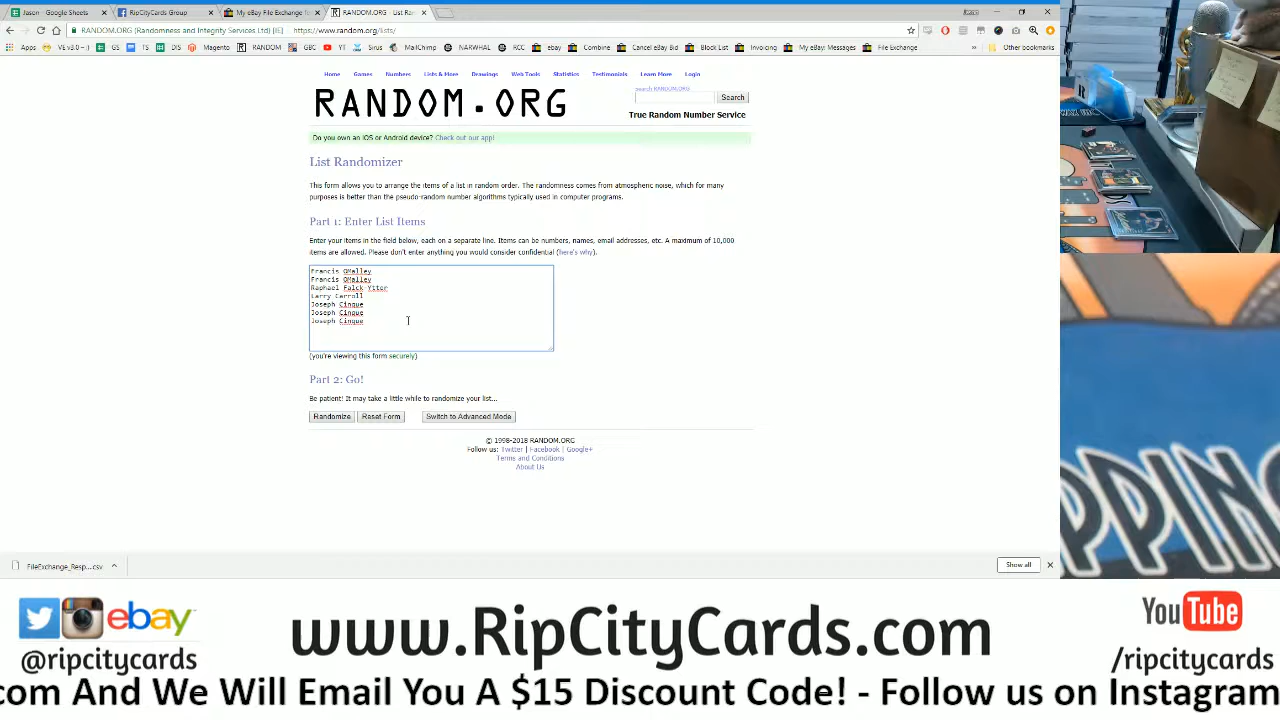 Jason - Google Sheets
RipCityCards Group
My eBay File Exchange
RANDOM.ORG - List Ran
RANDOM.ORG (Randomness and Integrity Services Ltd) [IE]
Apps
VE v3.0 - 1
GS
TS
DIS
Magento
RANDOM
GBC
YT
Sirus
MailChimp
NARWHAL
RCC
ebay
Combine
Cancel eBay Bid
Block List
Invoicing
My eBay: Messages
File Exchange
»
Other bookmarks
Home
Games
Numbers
Lists & More
Drawings
Web Tools
Statistics
Testimonials
Learn More
Login
RANDOM.ORG
search RANDOM.ORG
Search
True Random Number Service
Do you own an iOS or Android device? Check out our app!
List Randomizer
This form allows you to arrange the items of a list in random order. The randomness comes from atmospheric noise, which for many
purposes is better than the pseudo-random number algorithms typically used in computer programs.
Part 1: Enter List Items
Enter your items in the field below, each on a separate line. Items can be numbers, names, email addresses, etc. A maximum of 10,000
items are allowed. Please don't enter anything you would consider confidential (here's why).
Francis OMalley
Francis OMalley
Raphael Falck-Ytter
Larry Carroll
Joseph Cinque
Joseph Cinque
Joseph Cinque
(you're viewing this form securely)
Part 2: Go!
Be patient! It may take a little while to randomize your list...
Randomize
Reset Form
Switch to Advanced Mode
© 1998-2018 RANDOM.ORG
Follow us: Twitter | Facebook | Google+
Terms and Conditions
About Us
FileExchange_Resp....csv
Show all
PPING
ebay
@ripcitycards
www.RipCityCards.com
YouTube
/ripcitycards
com And We Will Email You A $15 Discount Code! - Follow us on Instagram